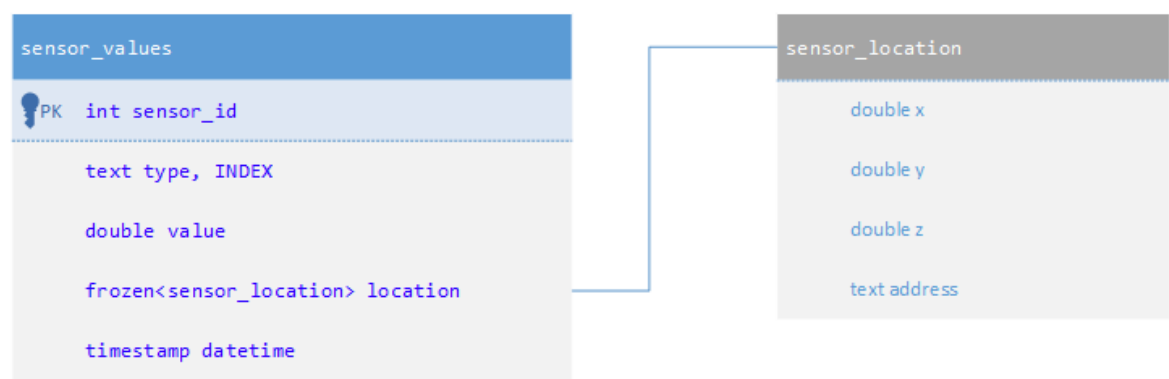 sensor_values
PK int sensor_id
text type, INDEX
double value
frozen<sensor_location> location
timestamp datetime
sensor_location
double x
double y
double z
text address